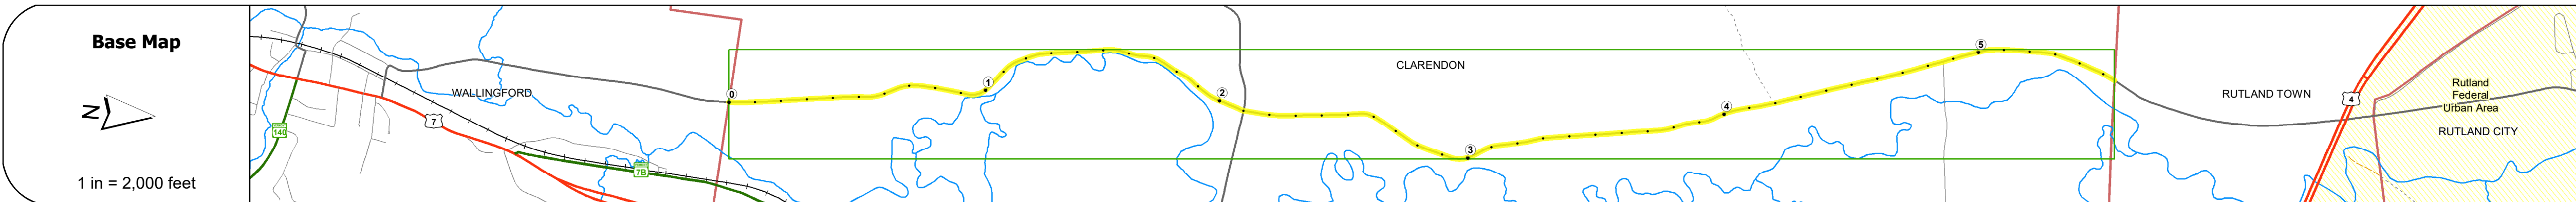 Base Map
N
1 in = 2,000 feet
140
7
WALLINGFORD
7B
0
1
2
CLARENDON
3
4
5
RUTLAND TOWN
4
Rutland
Federal
Urban Area
RUTLAND CITY